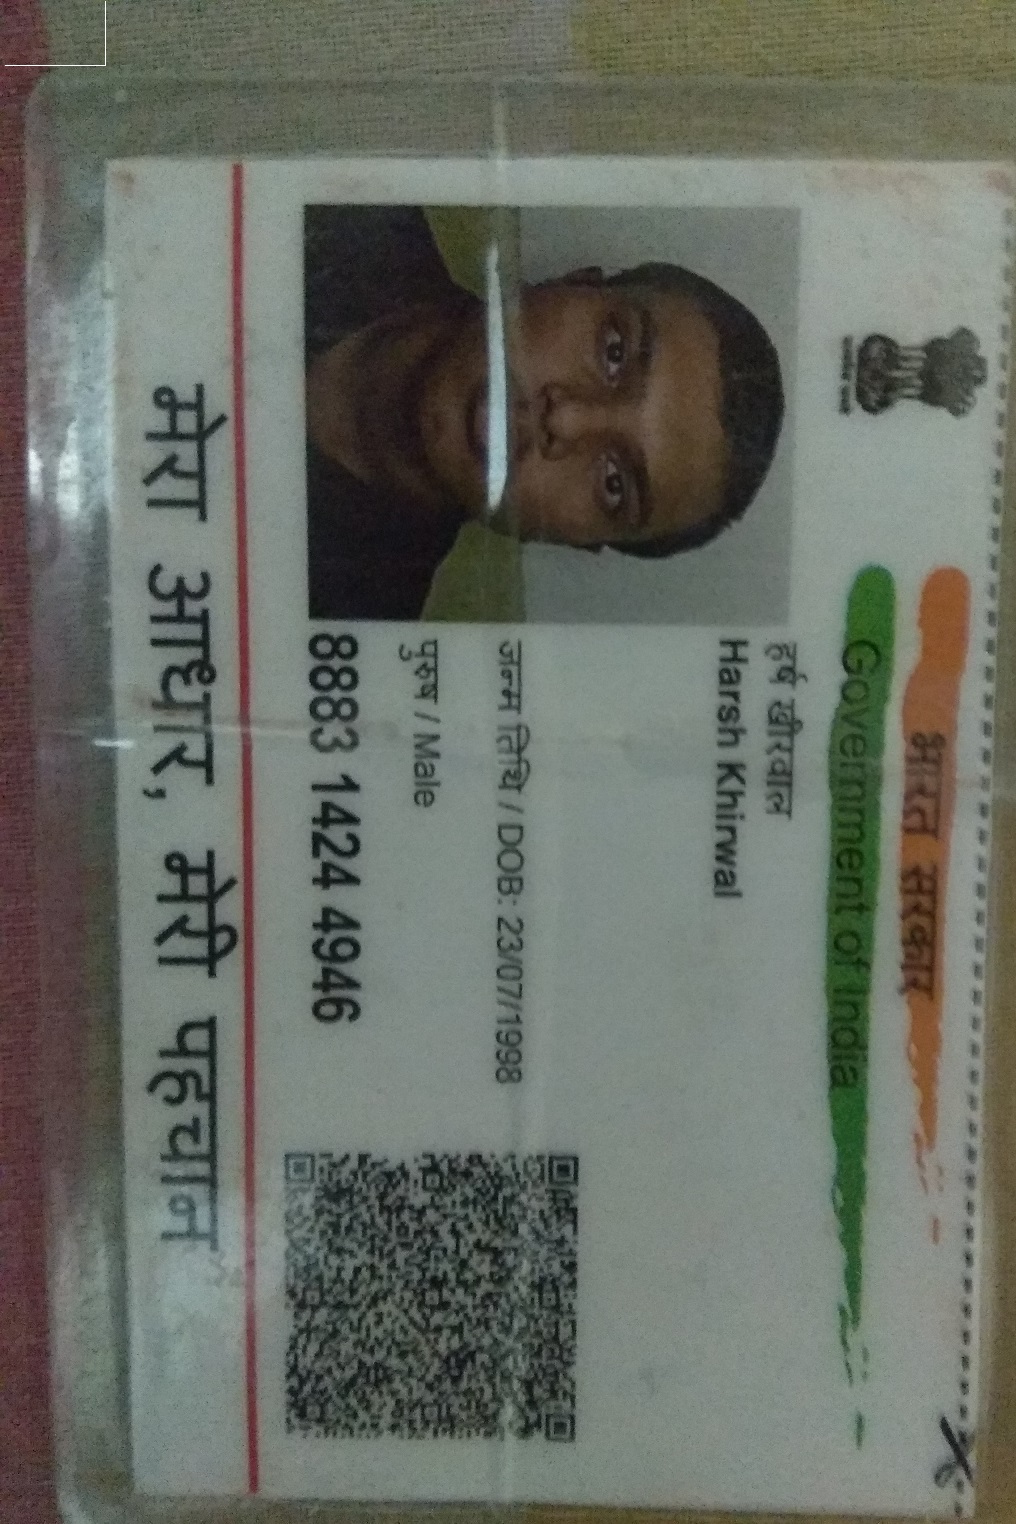 भारत सरकार
Government of India
हर्ष खीरवाल
Harsh Khirwal
जन्म तिथि / DOB: 23/07/1998
पुरुष / Male
8883 1424 4946
मेरा आधार, मेरी पहचान